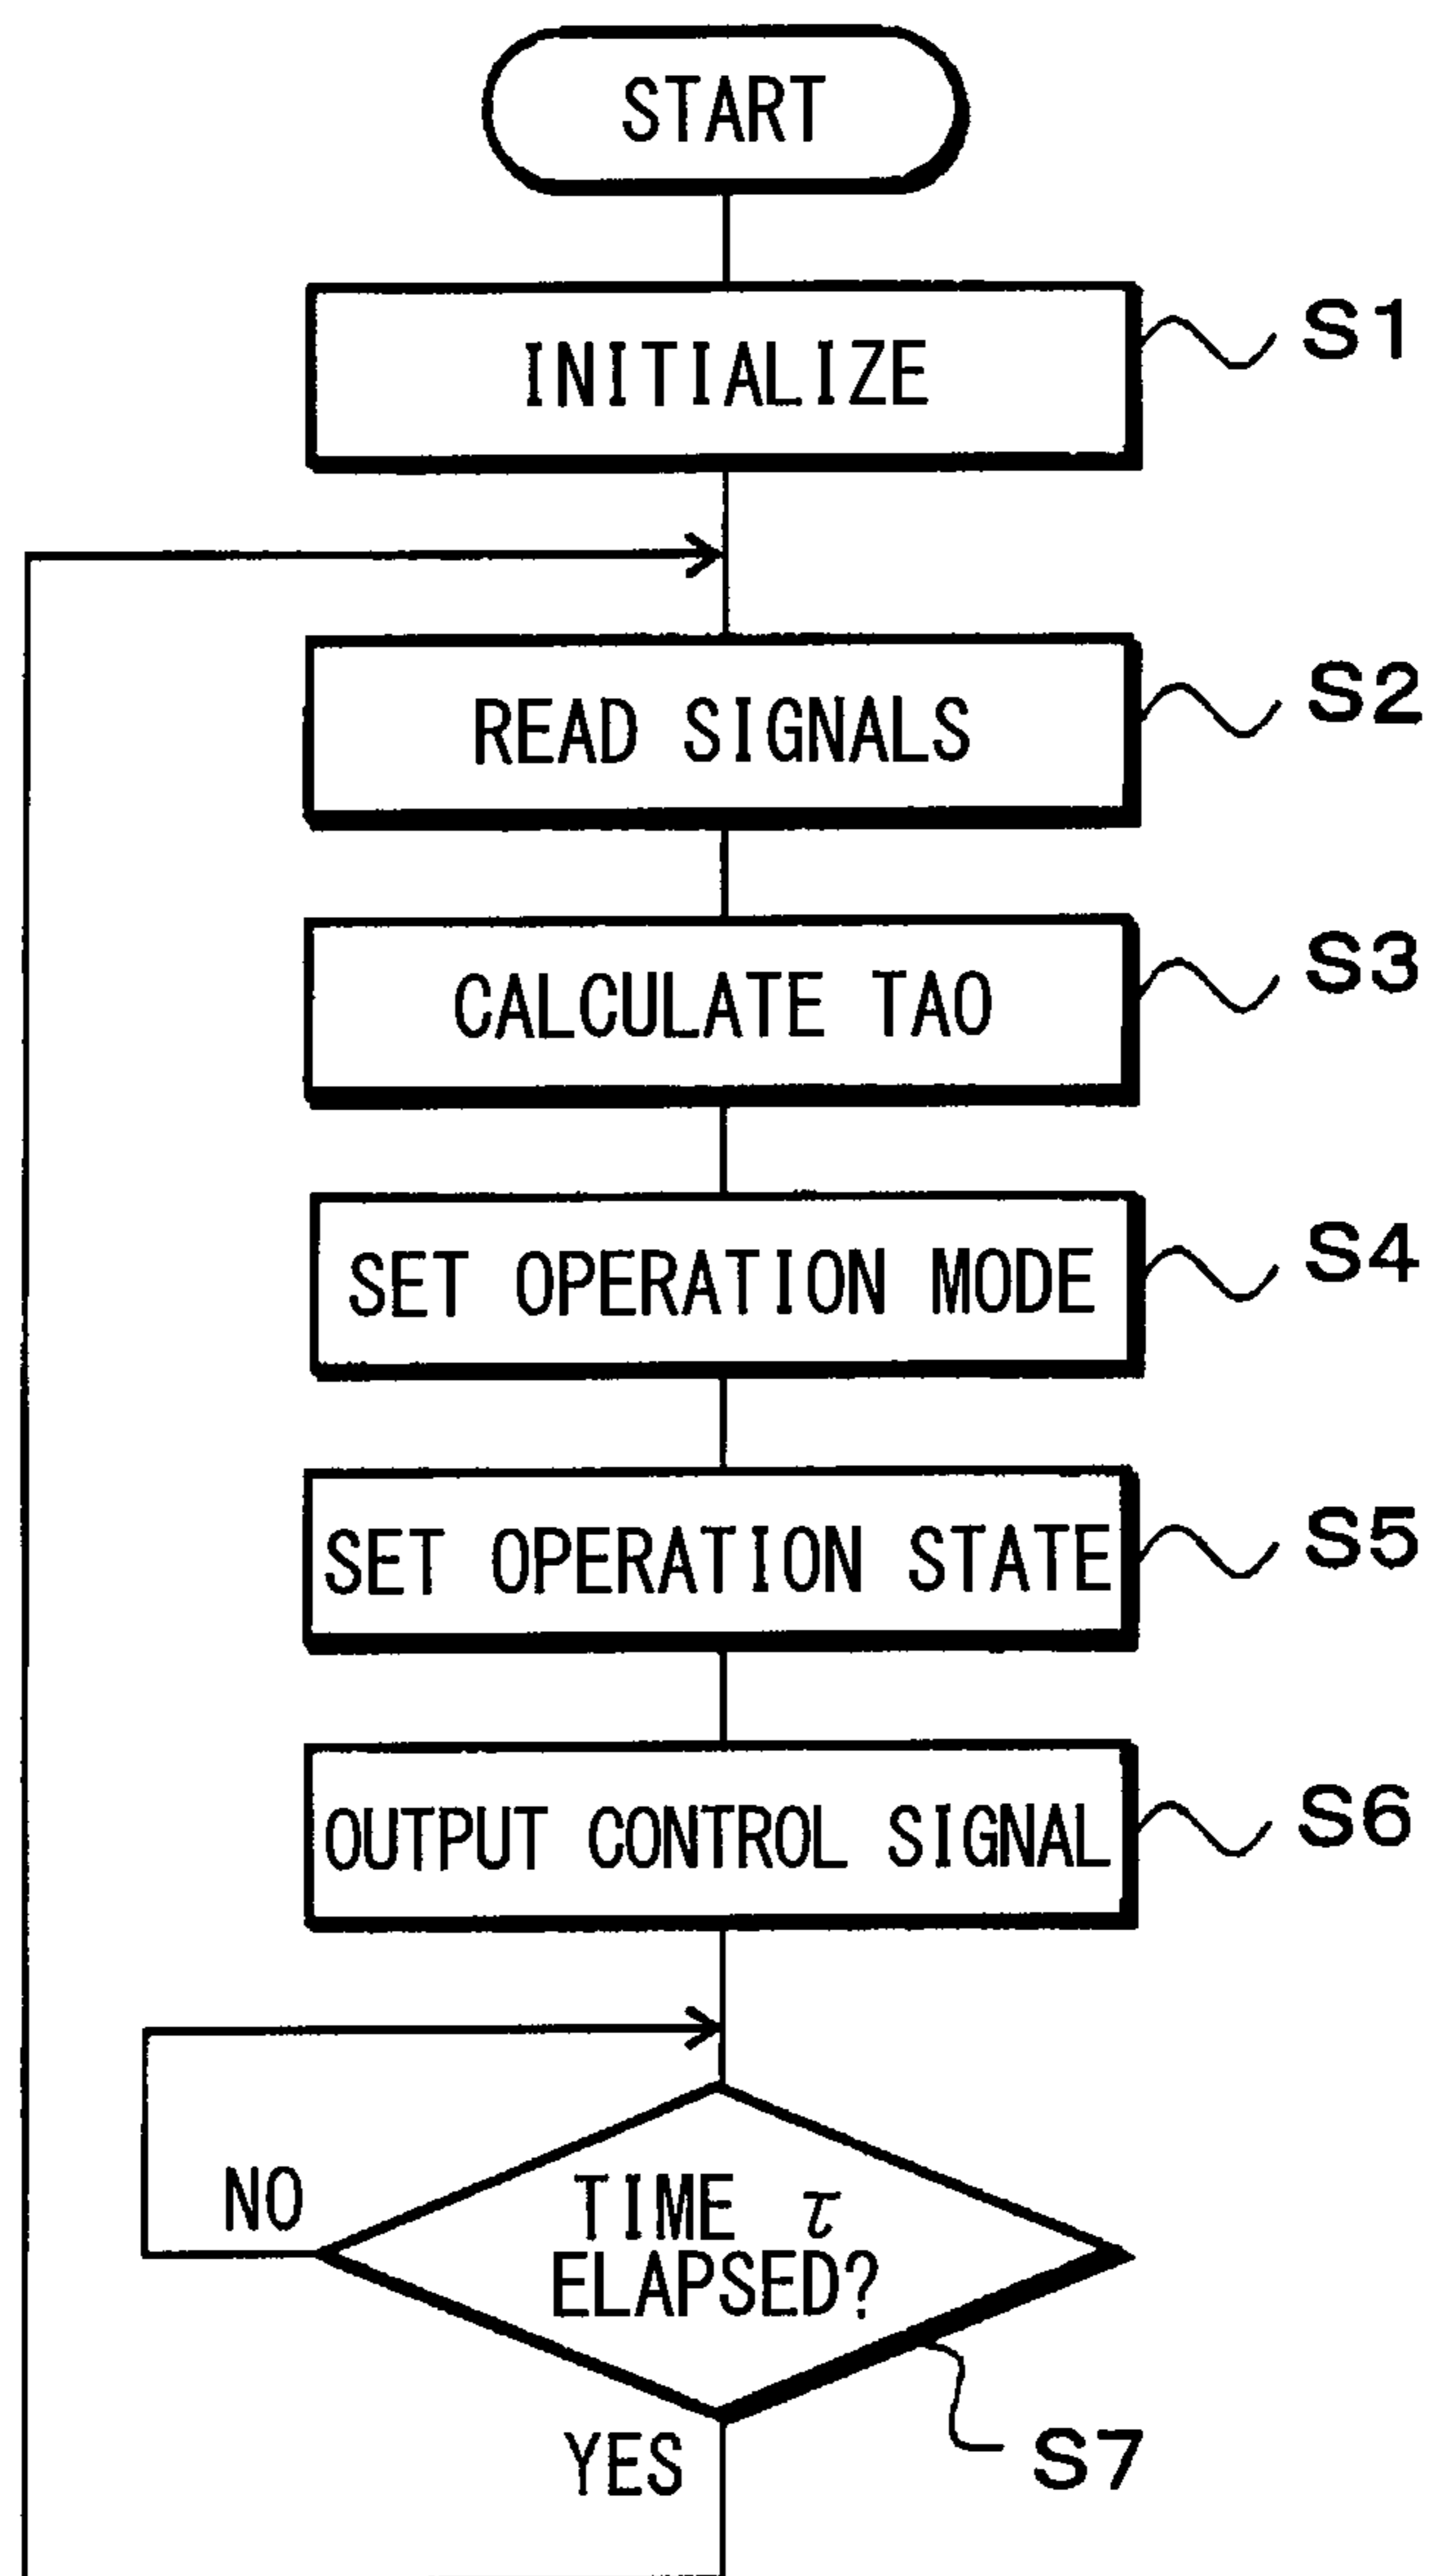 START
INITIALIZE
S1
READ SIGNALS
S2
CALCULATE TAO
S3
SET OPERATION MODE
S4
SET OPERATION STATE
S5
OUTPUT CONTROL SIGNAL
S6
NO
TIME τ
ELAPSED?
YES
S7